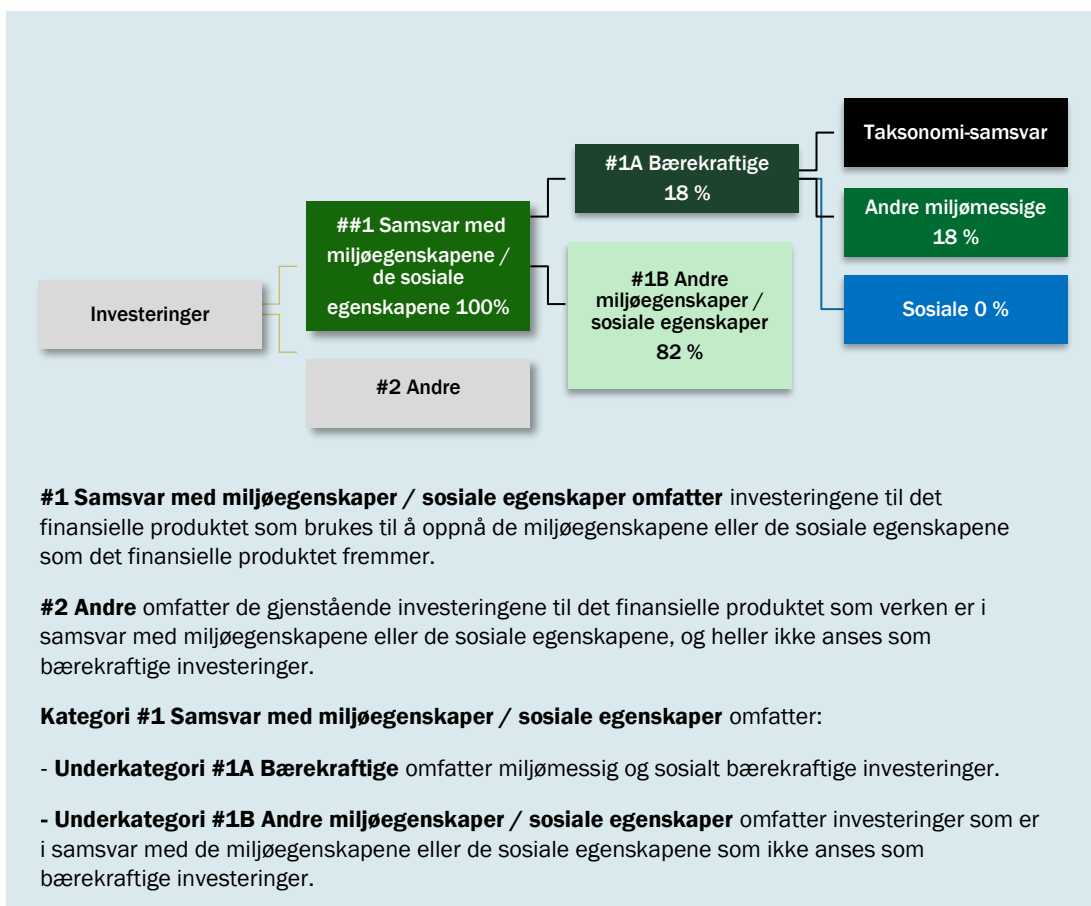 Investeringer
##1 Samsvar med
miljøegenskapene /
de sosiale
egenskapene 100%
#2 Andre
#1A Bærekraftige
18 %
#1B Andre
miljøegenskaper /
sosiale egenskaper
82 %
Taksonomi-samsvar
Andre miljømessige
18 %
Sosiale 0 %
#1 Samsvar med miljøegenskaper / sosiale egenskaper omfatter investeringene til det
finansielle produktet som brukes til å oppnå de miljøegenskapene eller de sosiale egenskapene
som det finansielle produktet fremmer.
#2 Andre omfatter de gjenstående investeringene til det finansielle produktet som verken er i
samsvar med miljøegenskapene eller de sosiale egenskapene, og heller ikke anses som
bærekraftige investeringer.
Kategori #1 Samsvar med miljøegenskaper / sosiale egenskaper omfatter:
- Underkategori #1A Bærekraftige omfatter miljømessig og sosialt bærekraftige investeringer.
- Underkategori #1B Andre miljøegenskaper / sosiale egenskaper omfatter investeringer som er
i samsvar med de miljøegenskapene eller de sosiale egenskapene som ikke anses som
bærekraftige investeringer.